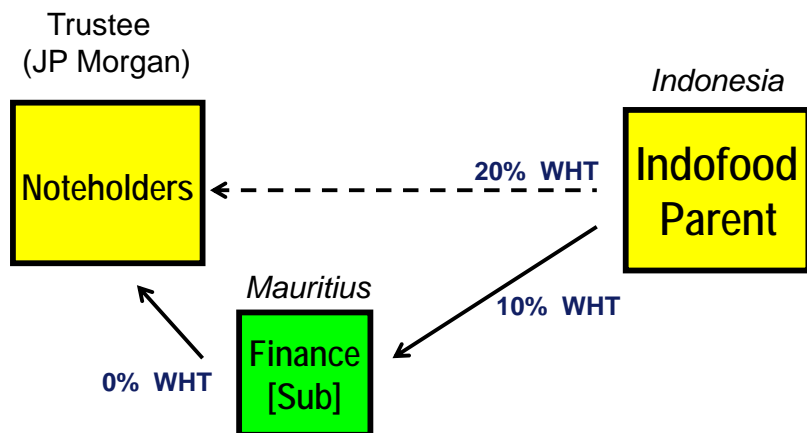 Trustee
(JP Morgan)
Noteholders
Indonesia
Indofood
Parent
20% WHT
10% WHT
Mauritius
Finance
[Sub]
0% WHT